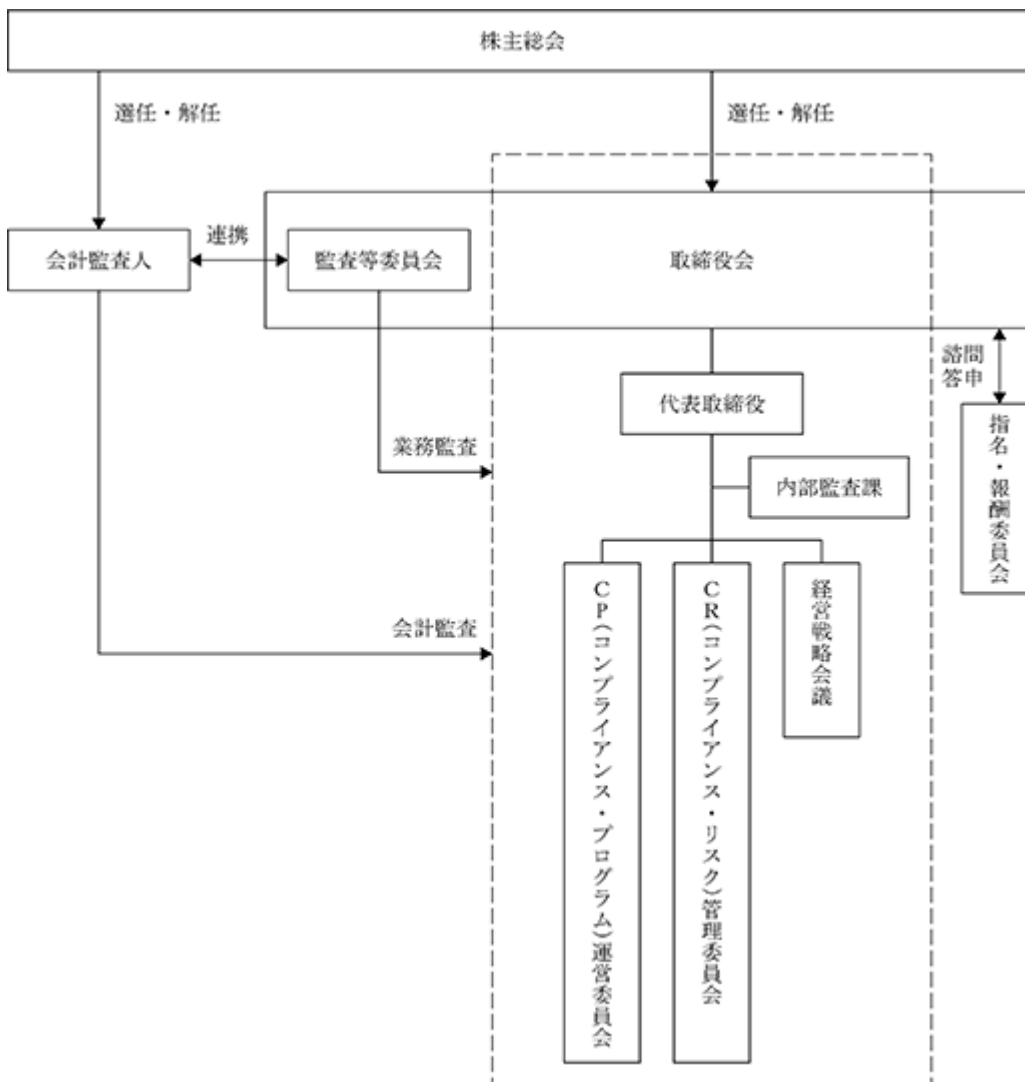 株主総会
選任・解任
選任・解任
会計監査人
連携
監査等委員会
取締役会
諮問
答申
代表取締役
指名・報酬委員会
業務監査
内部監査課
会計監査
CP(コンプライアンス・プログラム)運営委員会
CR(コンプライアンス・リスク)管理委員会
経営戦略会議